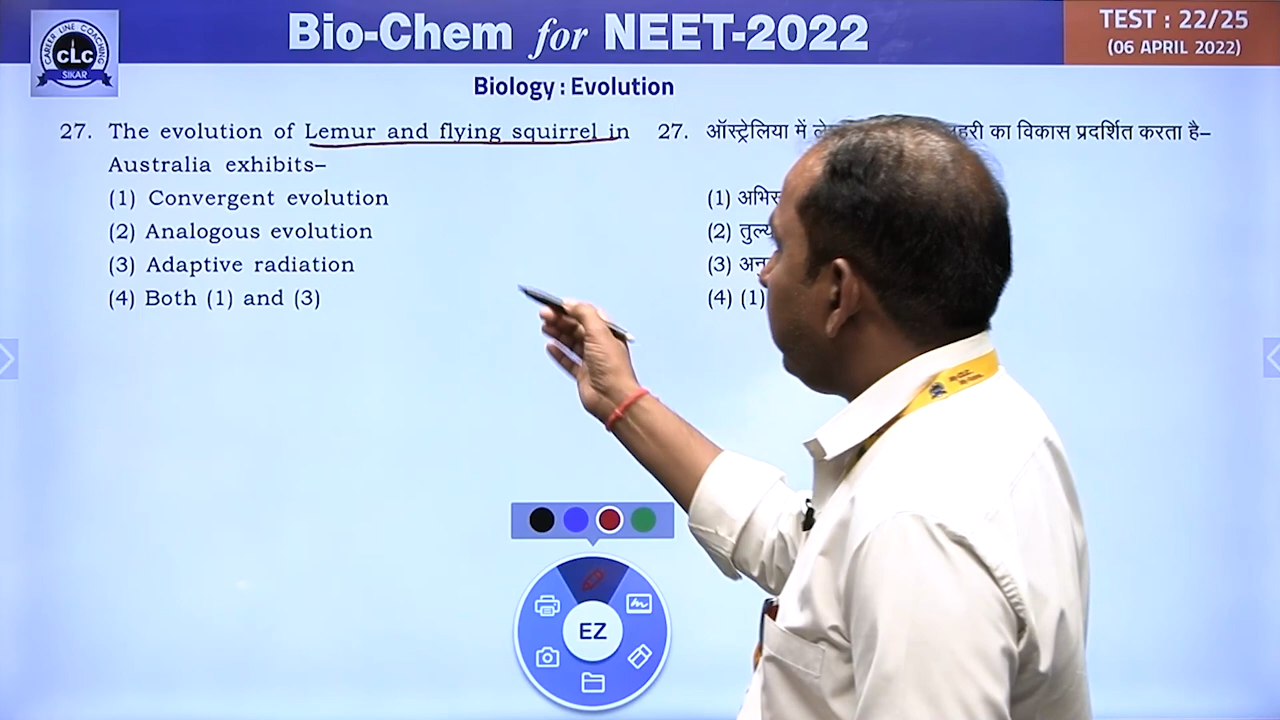 CAREER LINE COACHING
CLC
SIKAR
Bio-Chem for NEET-2022
TEST : 22/25
(06 APRIL 2022)
Biology : Evolution
27. The evolution of Lemur and flying squirrel in
Australia exhibits–
(1) Convergent evolution
(2) Analogous evolution
(3) Adaptive radiation
(4) Both (1) and (3)
27. ऑस्ट्रेलिया में का विकास प्रदर्शित करता है–
(1)
(2)
(3)
(4) (1)
EZ